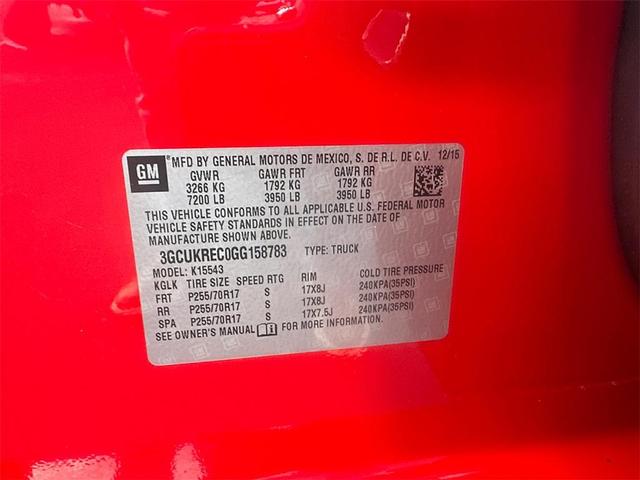 GM ® MFD BY GENERAL MOTORS DE MEXICO, S. DE R.L. DE C.V. 12/15
GVWR GAWR FRT GAWR RR
3266 KG 1792 KG 1792 KG
7200 LB 3950 LB 3950 LB
THIS VEHICLE CONFORMS TO ALL APPLICABLE U.S. FEDERAL MOTOR
VEHICLE SAFETY STANDARDS IN EFFECT ON THE DATE OF
MANUFACTURE SHOWN ABOVE.
3GCUKREC0GG158783 TYPE: TRUCK
MODEL: K15543
KGLK TIRE SIZE SPEED RTG RIM COLD TIRE PRESSURE
FRT P255/70R17 S 17X8J 240KPA(35PSI)
RR P255/70R17 S 17X8J 240KPA(35PSI)
SPA P255/70R17 S 17X7.5J 240KPA(35PSI)
SEE OWNER'S MANUAL FOR MORE INFORMATION.